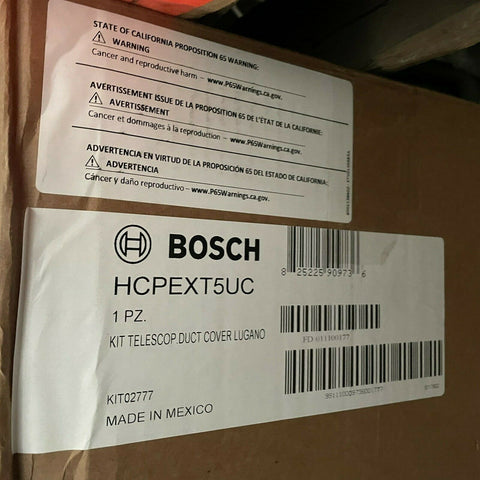 STATE OF CALIFORNIA PROPOSITION 65 WARNING:
⚠ WARNING
Cancer and reproductive harm – www.P65Warnings.ca.gov.
AVERTISSEMENT ISSUE DE LA PROPOSITION 65 DE L'ÉTAT DE LA CALIFORNIE:
⚠ AVERTISSEMENT
Cancer et dommages à la reproduction – www.P65Warnings.ca.gov.
ADVERTENCIA EN VIRTUD DE LA PROPOSICIÓN 65 DEL ESTADO DE CALIFORNIA:
⚠ ADVERTENCIA
Cáncer y daño reproductivo – www.P65Warnings.ca.gov.
BOSCH
HCPEXT5UC
1 PZ.
KIT TELESCOP.DUCT COVER LUGANO
KIT02777
MADE IN MEXICO
8 25225 90973 6
FD 011100177